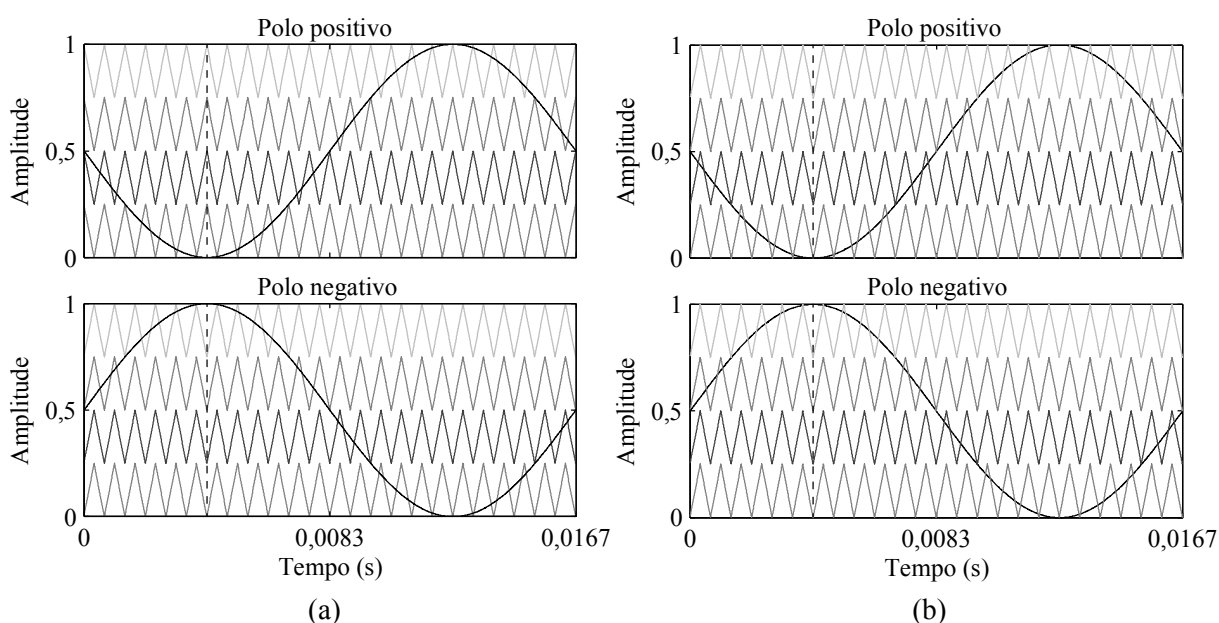 Polo positivo
1
Amplitude
0,5
0
Polo negativo
1
Amplitude
0,5
0
0
0,0083
0,0167
Tempo (s)
(a)
Polo positivo
1
Amplitude
0,5
0
Polo negativo
1
Amplitude
0,5
0
0
0,0083
0,0167
Tempo (s)
(b)